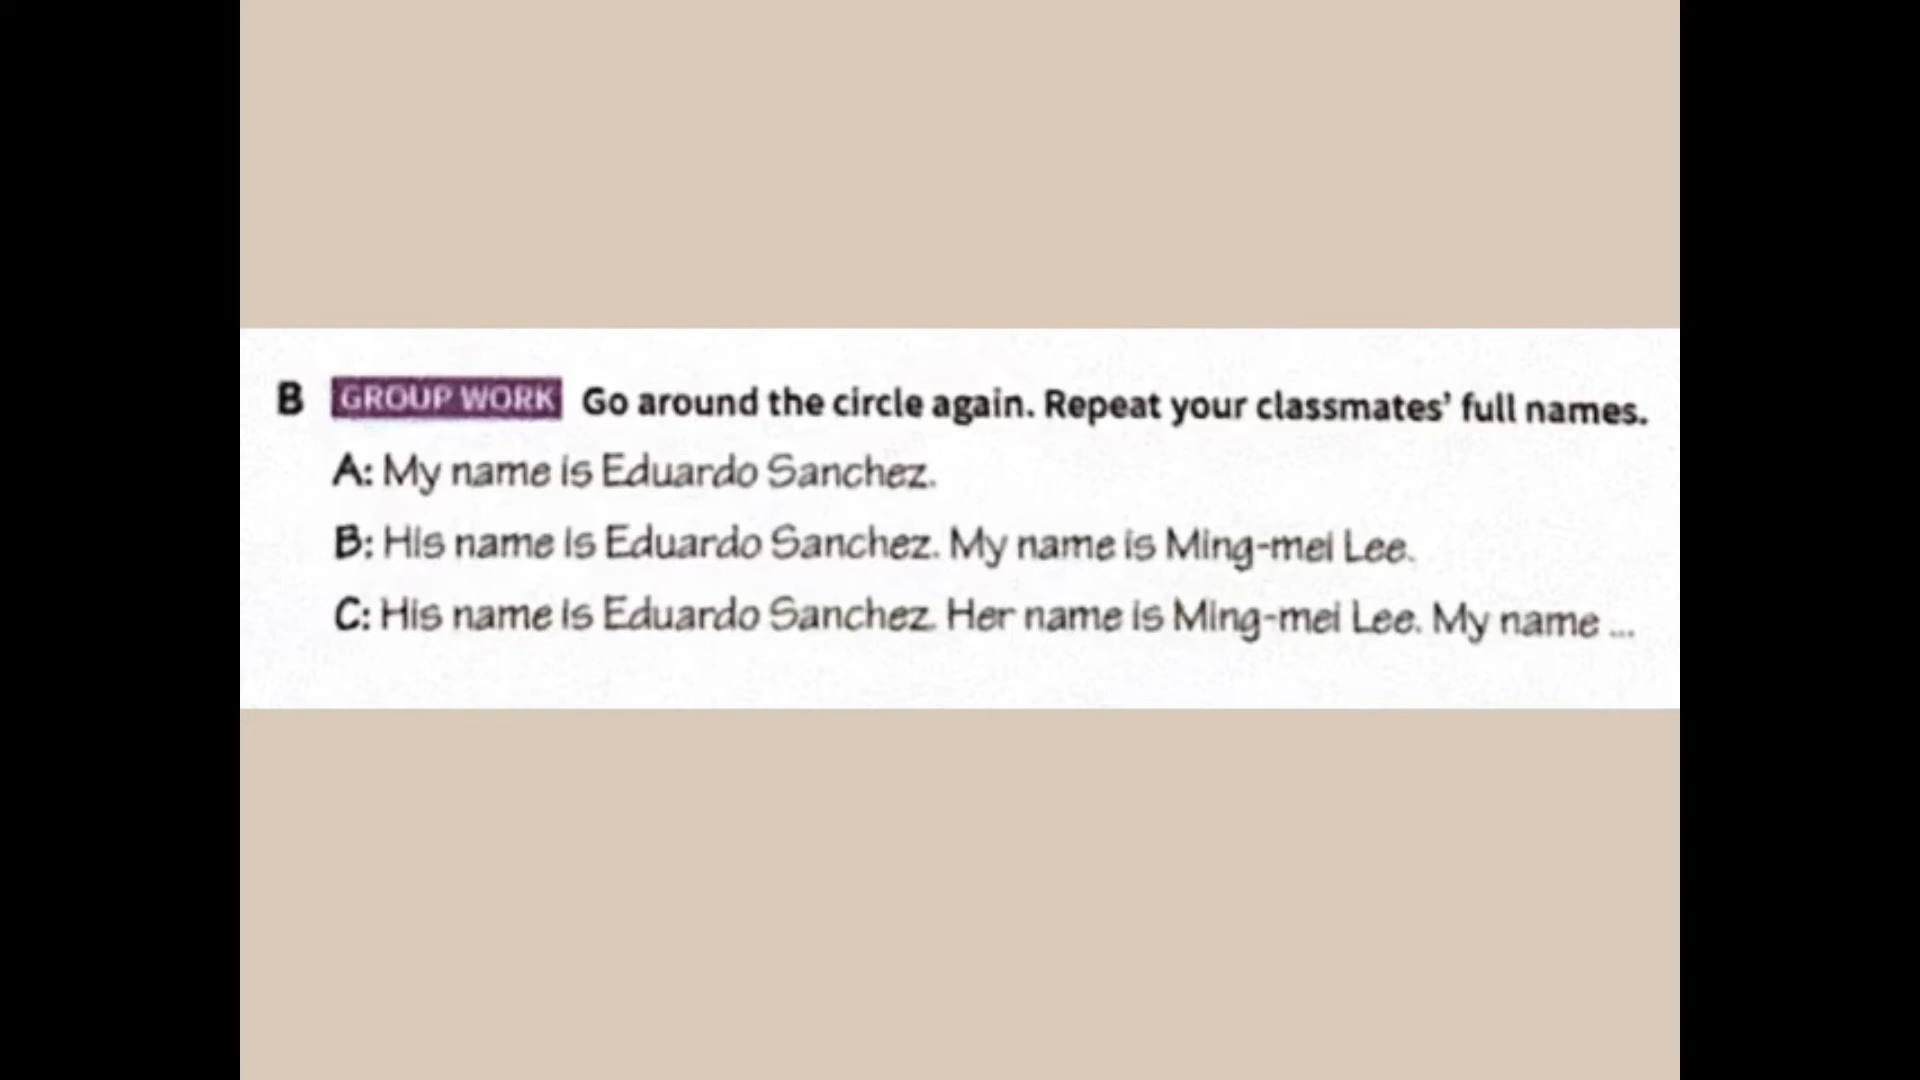 B GROUP WORK Go around the circle again. Repeat your classmates' full names.
A: My name is Eduardo Sanchez.
B: His name is Eduardo Sanchez. My name is Ming-mei Lee.
C: His name is Eduardo Sanchez. Her name is Ming-mei Lee. My name ...